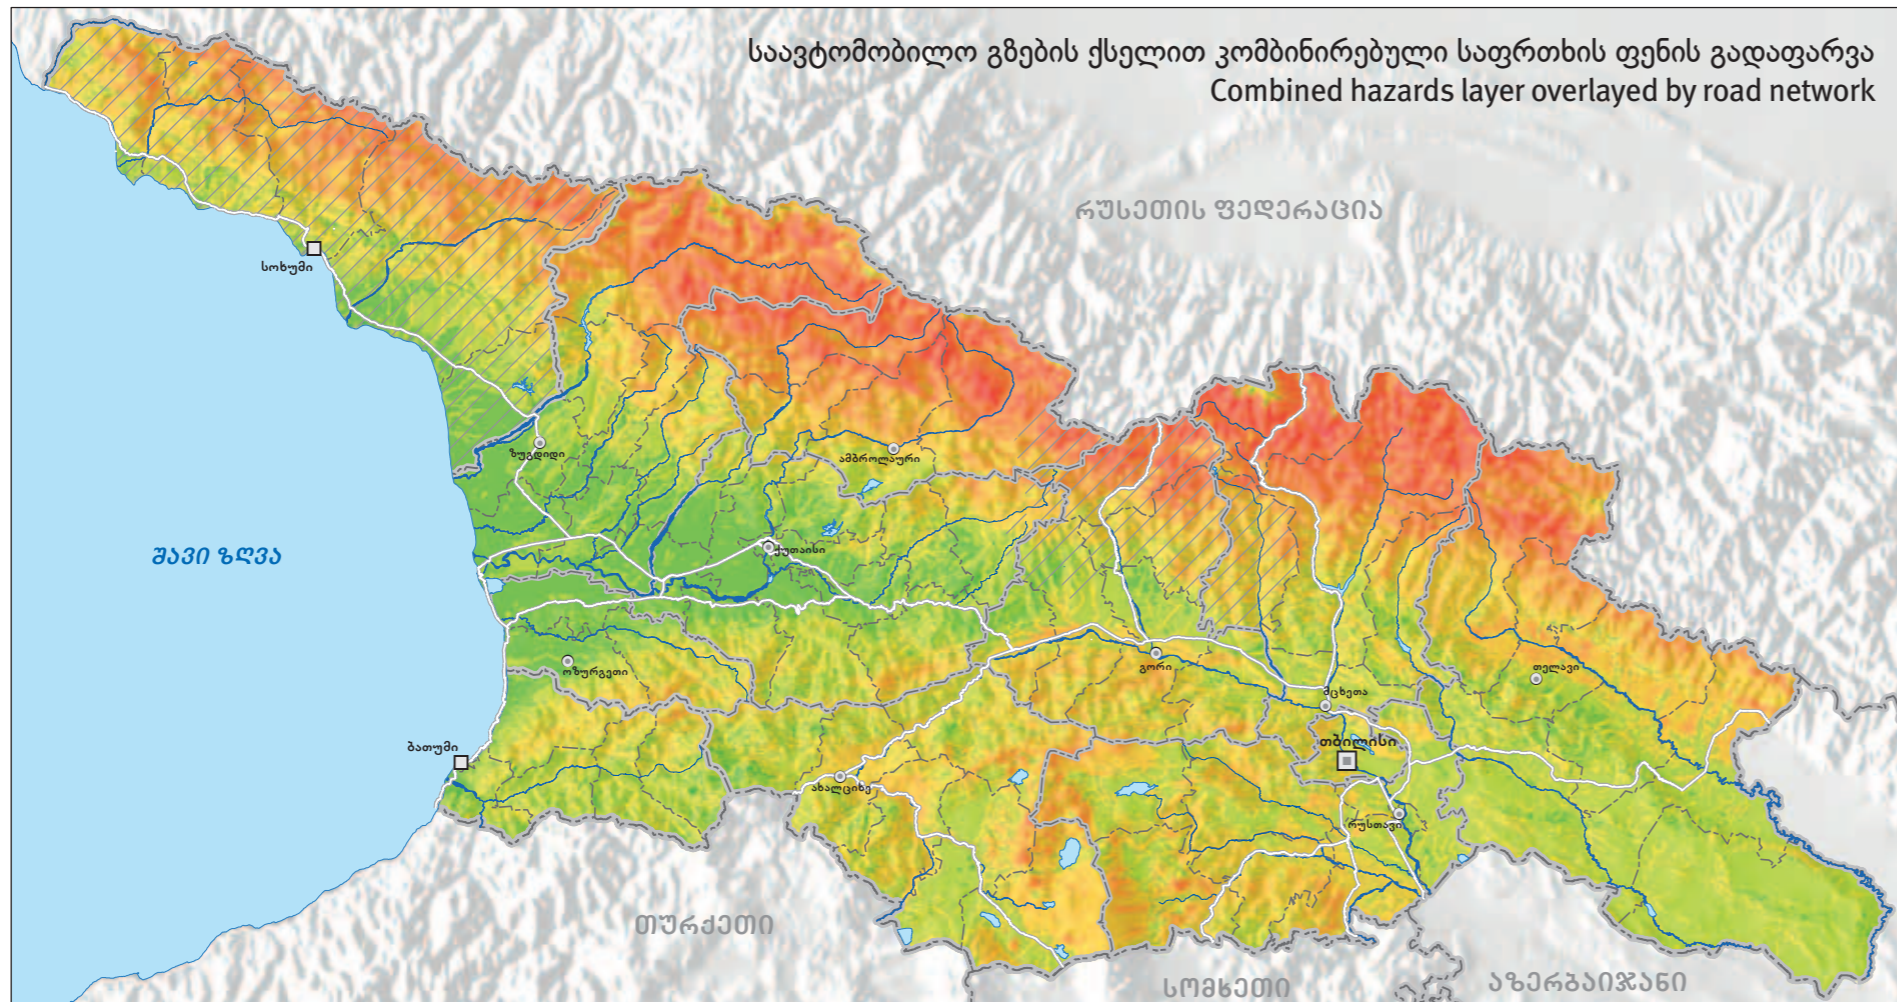 საავტომობილო გზების ქსელით კომბინირებული საფრთხის ფენის გადაფარვა
Combined hazards layer overlayed by road network
რუსეთის ფედერაცია
სოხუმი
ზუგდიდი
ამბროლაური
შავი ზღვა
ქუთაისი
ოზურგეთი
გორი
თელავი
მცხეთა
ბათუმი
თბილისი
ახალციხე
რუსთავი
თურქეთი
სომხეთი
აზერბაიჯანი